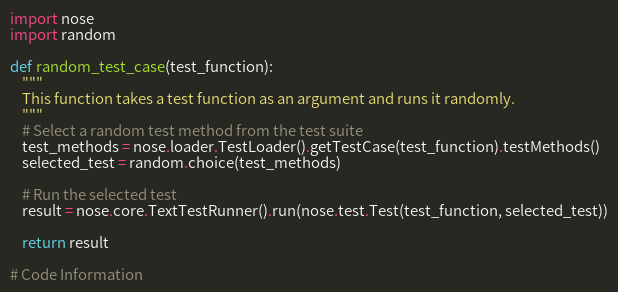 import nose
import random
def random_test_case(test_function):
"""
This function takes a test function as an argument and runs it randomly.
"""
# Select a random test method from the test suite
test_methods = nose.loader.TestLoader().getTestCase(test_function).testMethods()
selected_test = random.choice(test_methods)
# Run the selected test
result = nose.core.TextTestRunner().run(nose.test.Test(test_function, selected_test))
return result
# Code Information